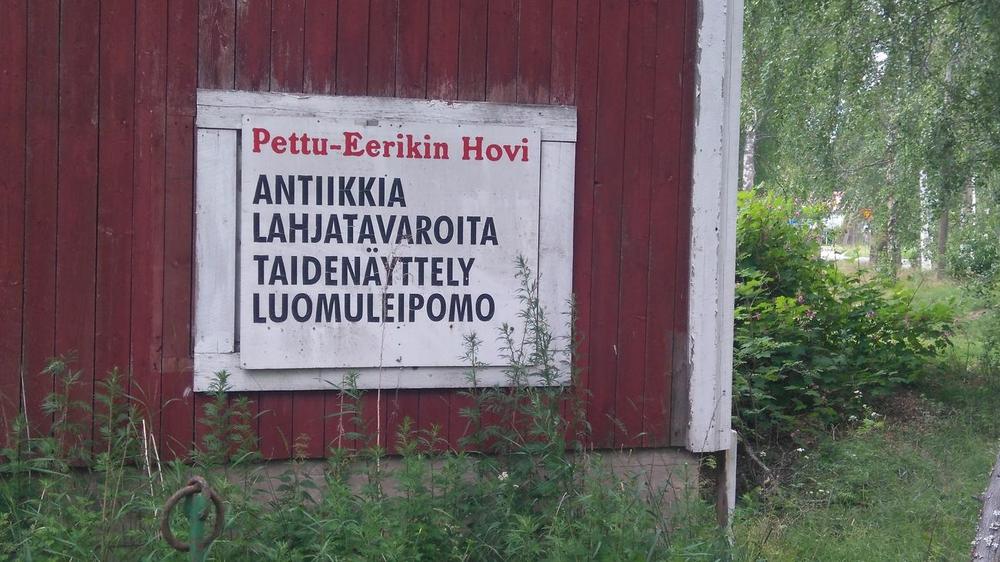 Pettu-Eerikin Hovi
ANTIIKKIA
LAHJATAVAROITA
TAIDENÄYTTELY
LUOMULEIPOMO